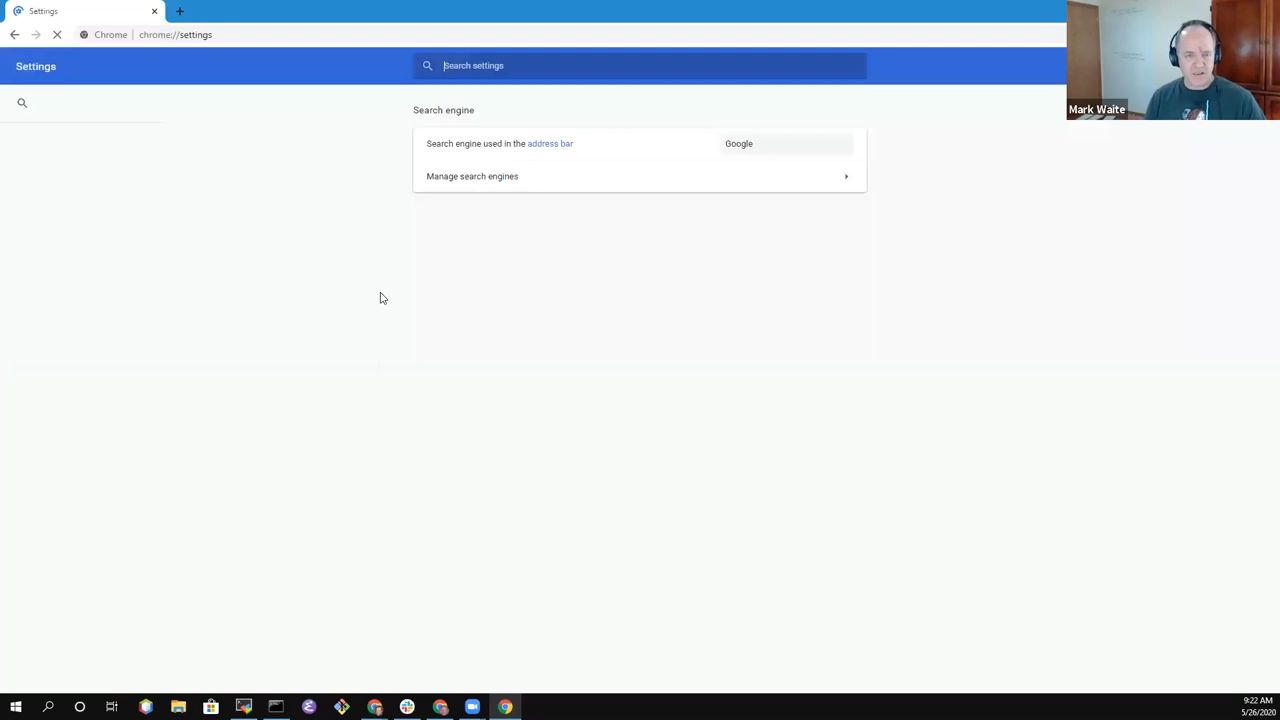 Settings
Chrome
chrome://settings
Settings
Search settings
Mark Waite
Search engine
Search engine used in the address bar
Google
Manage search engines
9:22 AM
5/26/2020